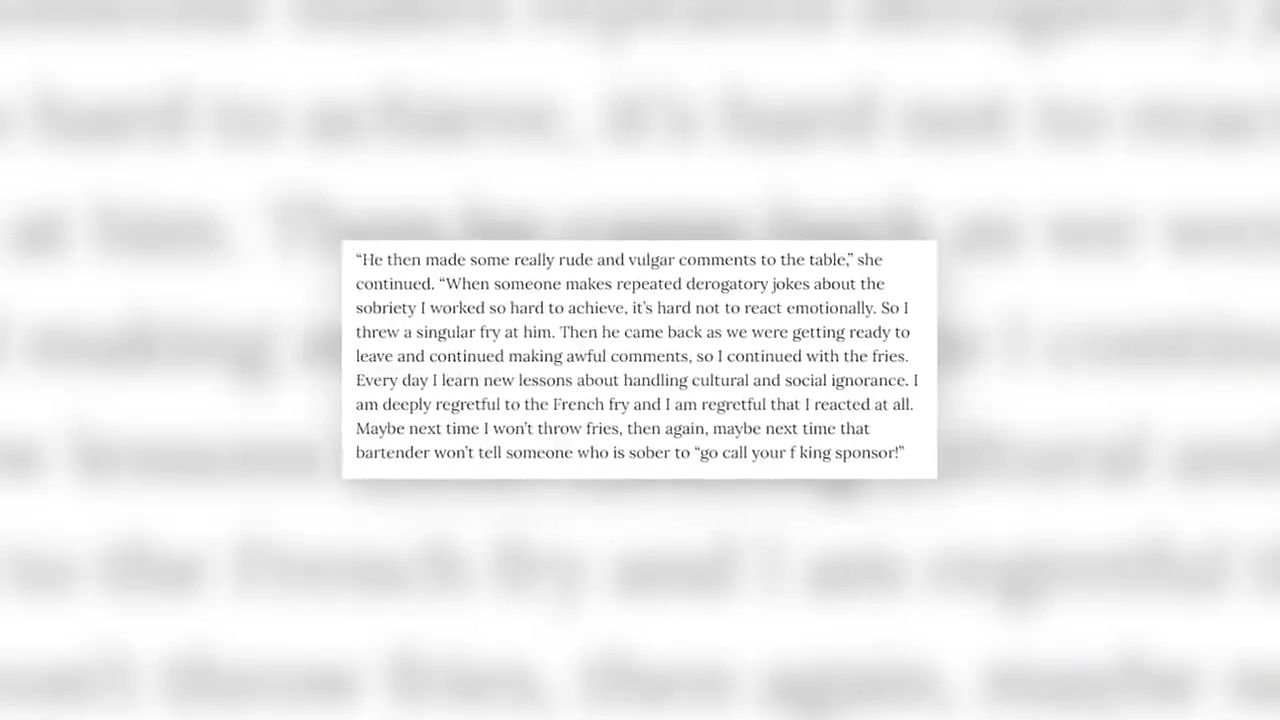 “He then made some really rude and vulgar comments to the table,” she
continued. “When someone makes repeated derogatory jokes about the
sobriety I worked so hard to achieve, it’s hard not to react emotionally. So I
threw a singular fry at him. Then he came back as we were getting ready to
leave and continued making awful comments, so I continued with the fries.
Every day I learn new lessons about handling cultural and social ignorance. I
am deeply regretful to the French fry and I am regretful that I reacted at all.
Maybe next time I won’t throw fries, then again, maybe next time that
bartender won’t tell someone who is sober to “go call your f king sponsor!”